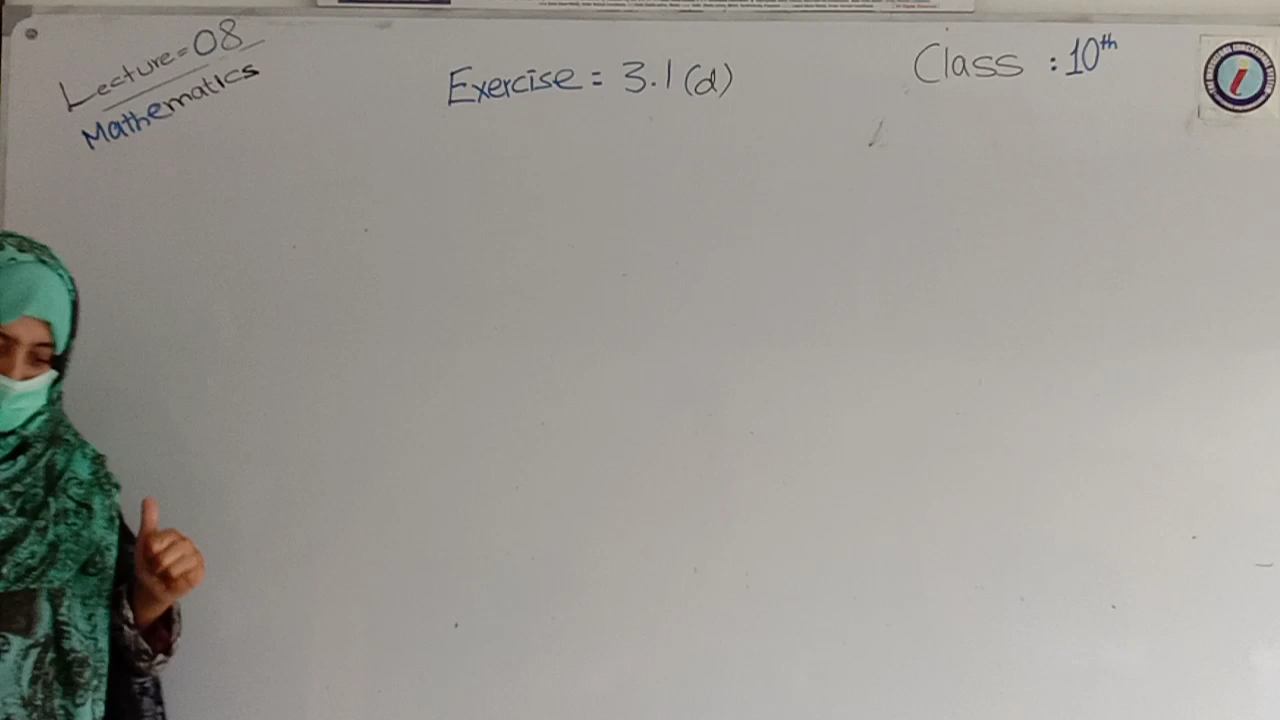 Lecture = 08
Mathematics
Exercise = 3.1 (d)
Class : 10th